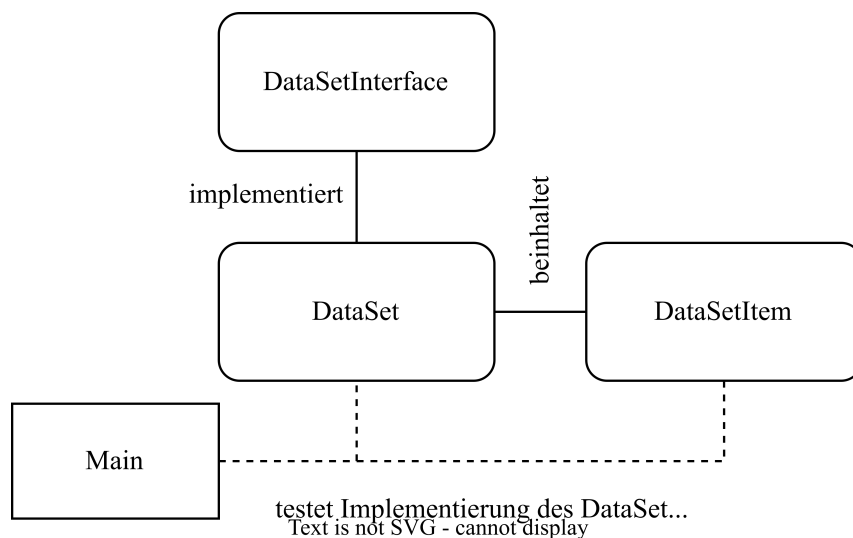 DataSetInterface
implementiert
beinhaltet
DataSet
DataSetItem
Main
testet Implementierung des DataSet...
Text is not SVG - cannot display